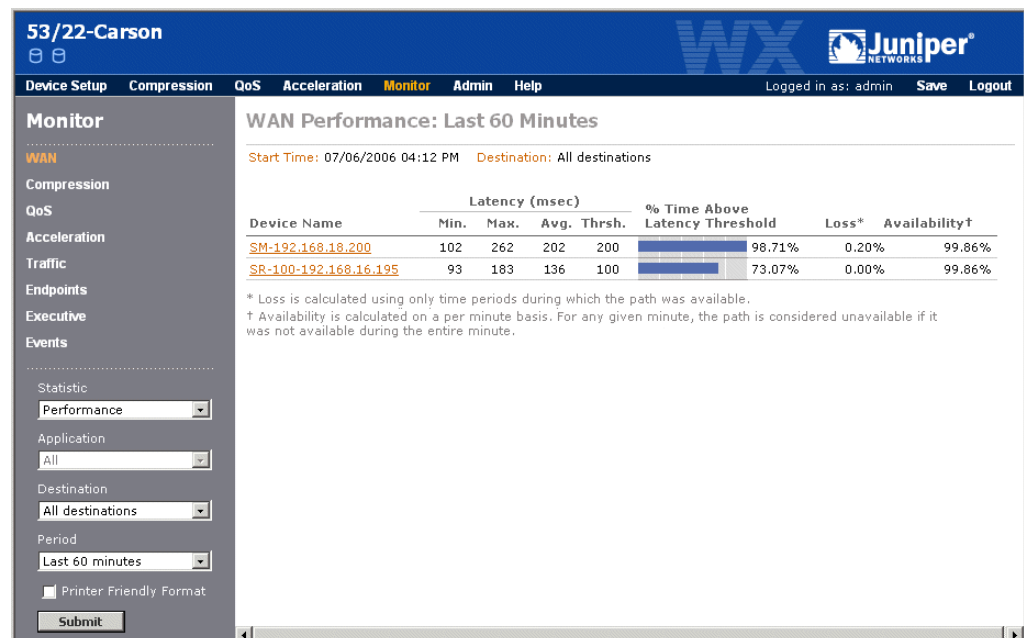 53/22-Carson
WX
Juniper®
NETWORKS
Device Setup Compression QoS Acceleration Monitor Admin Help Logged in as: admin Save Logout
Monitor
WAN
Compression
QoS
Acceleration
Traffic
Endpoints
Executive
Events
Statistic
Performance
Application
All
Destination
All destinations
Period
Last 60 minutes
Printer Friendly Format
Submit
WAN Performance: Last 60 Minutes
Start Time: 07/06/2006 04:12 PM Destination: All destinations
Latency (msec) % Time Above
Device Name Min. Max. Avg. Thrsh. Latency Threshold Loss* Availability†
SM-192.168.18.200 102 262 202 200 98.71% 0.20% 99.86%
SR-100-192.168.16.195 93 183 136 100 73.07% 0.00% 99.86%
* Loss is calculated using only time periods during which the path was available.
† Availability is calculated on a per minute basis. For any given minute, the path is considered unavailable if it
was not available during the entire minute.